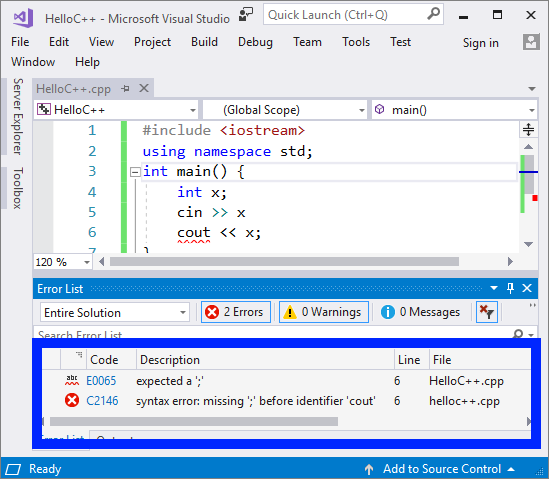 HelloC++ - Microsoft Visual Studio
Quick Launch (Ctrl+Q)
File Edit View Project Build Debug Team Tools Test
Sign in
Window Help
Server Explorer
Toolbox
HelloC++.cpp
HelloC++ (Global Scope) main()
1 #include <iostream>
2 using namespace std;
3 int main() {
4 int x;
5 cin >> x
6 cout << x;
7 }
120 %
Error List
Entire Solution 2 Errors 0 Warnings 0 Messages
Search Error List
Code Description Line File
abc E0065 expected a ';' 6 HelloC++.cpp
C2146 syntax error: missing ';' before identifier 'cout' 6 helloc++.cpp
Error List Output
Ready Add to Source Control